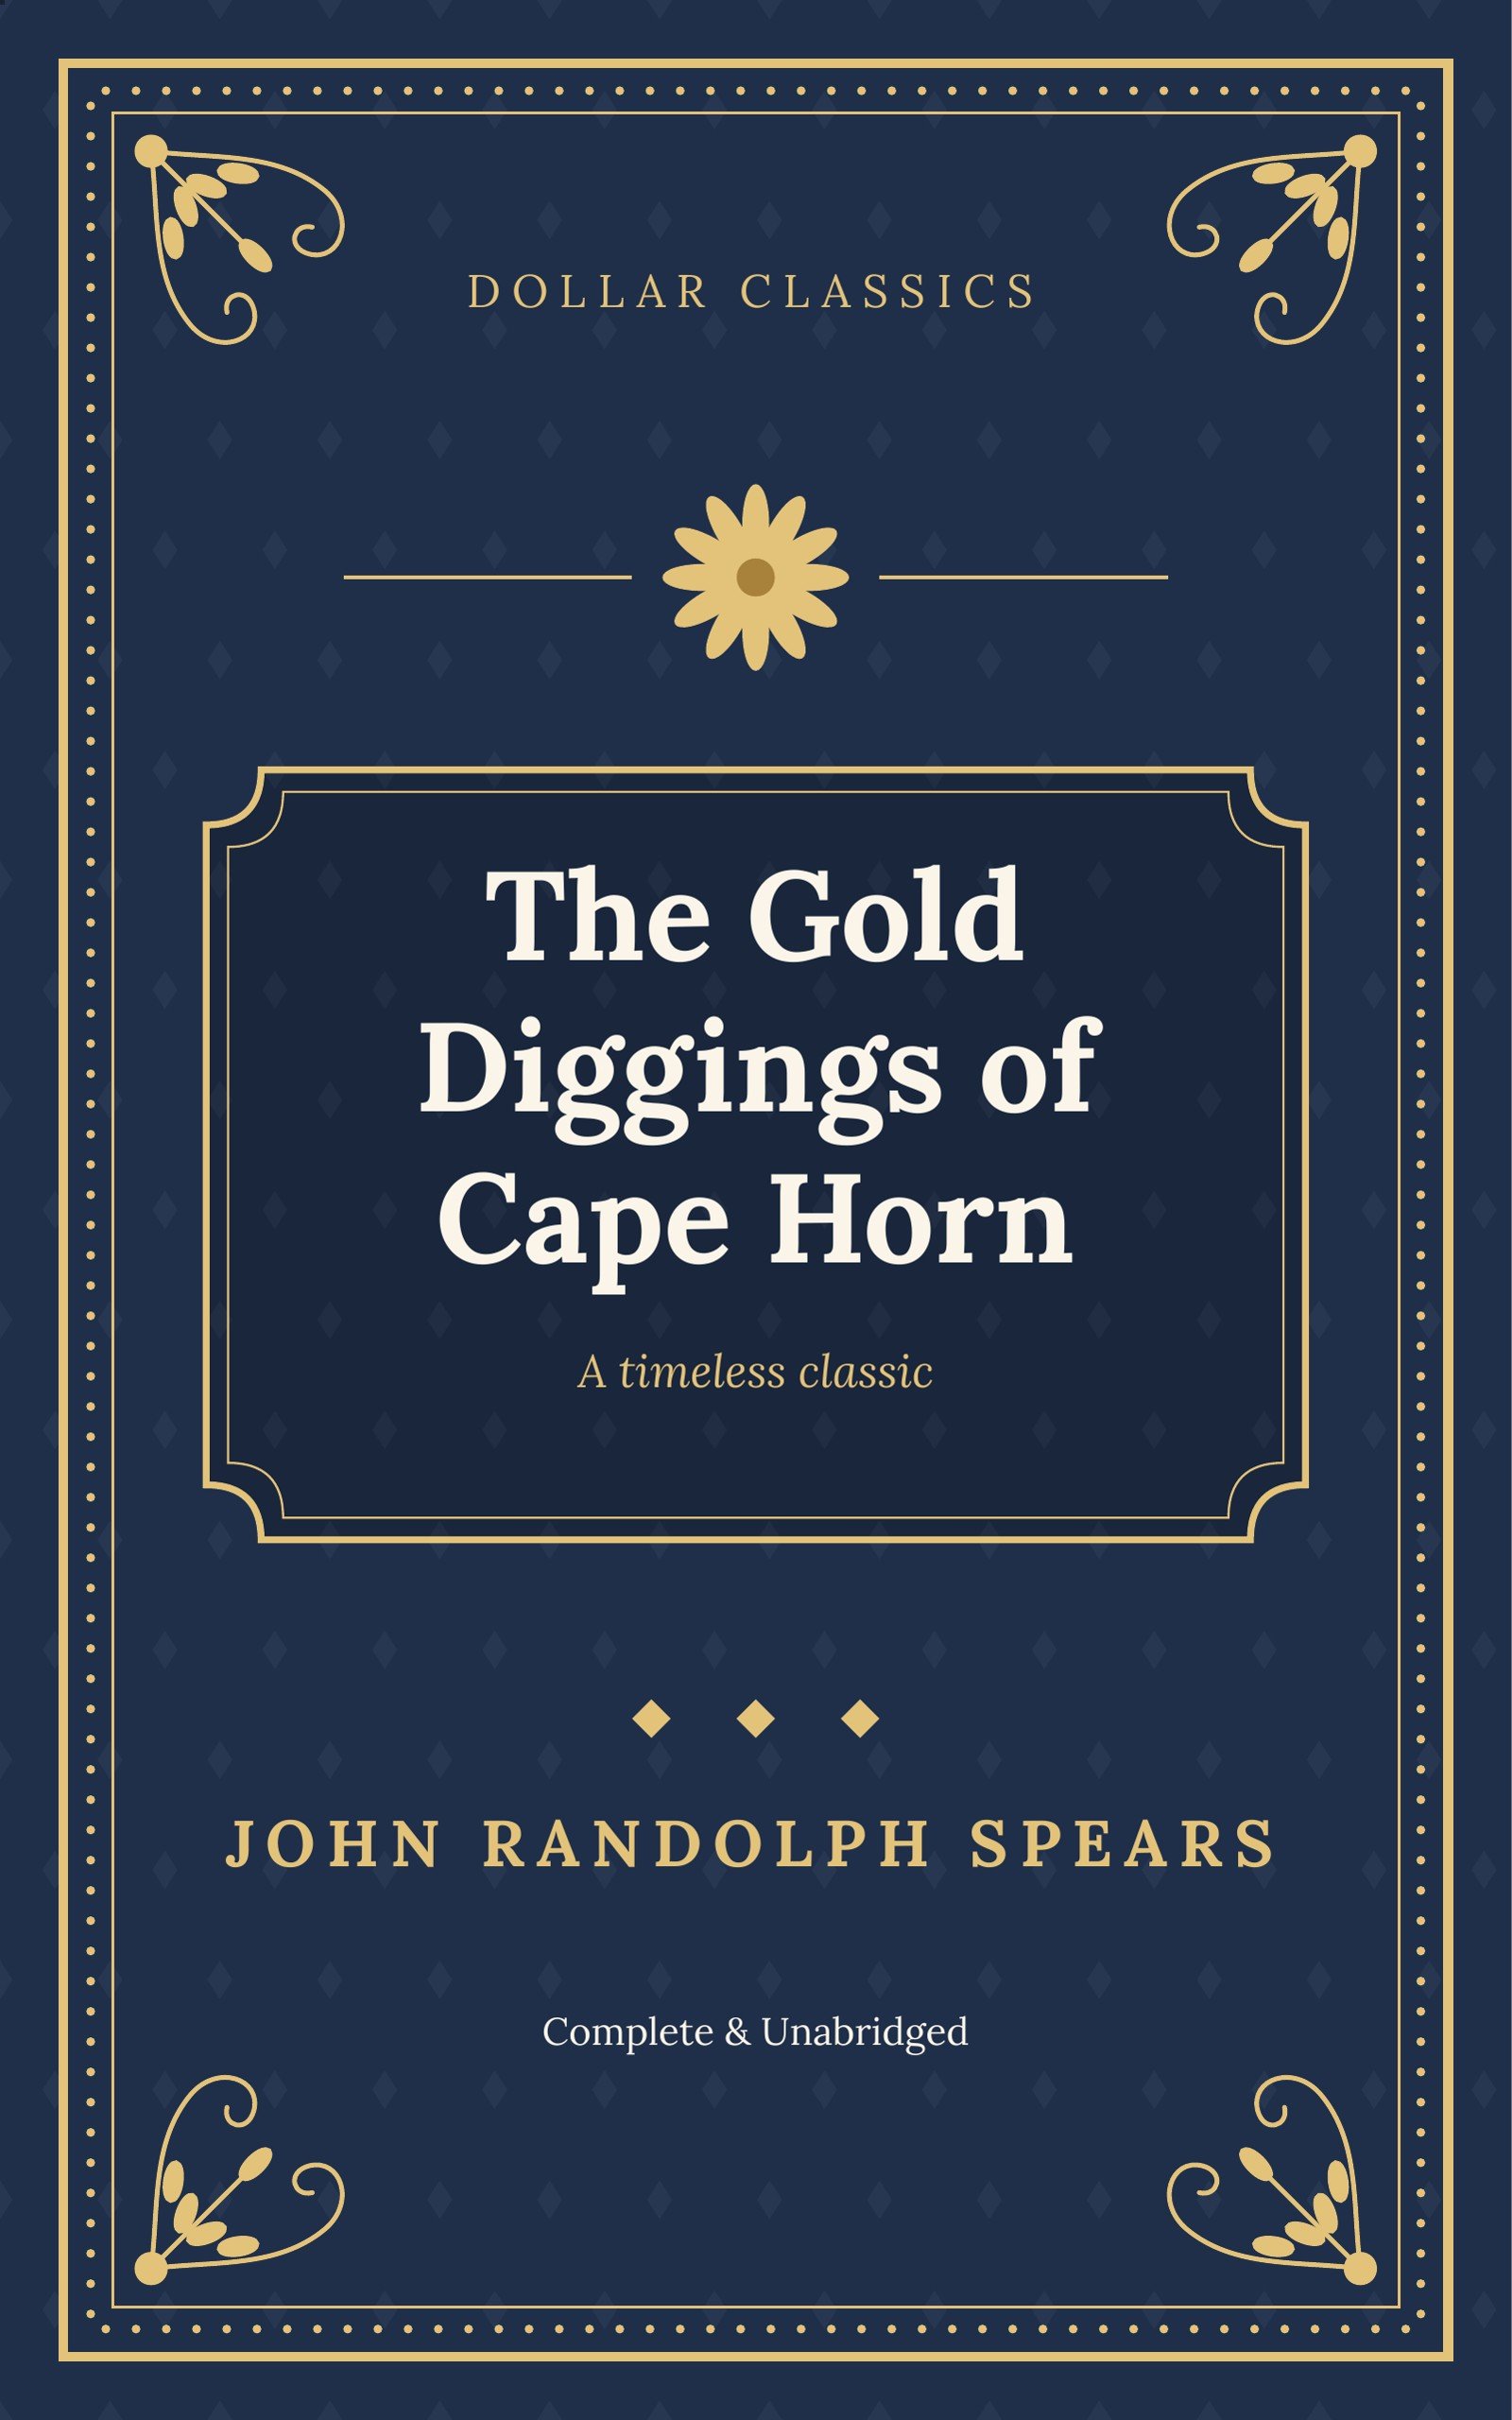 DOLLAR CLASSICS
The Gold
Diggings of
Cape Horn
A timeless classic
JOHN RANDOLPH SPEARS
Complete & Unabridged